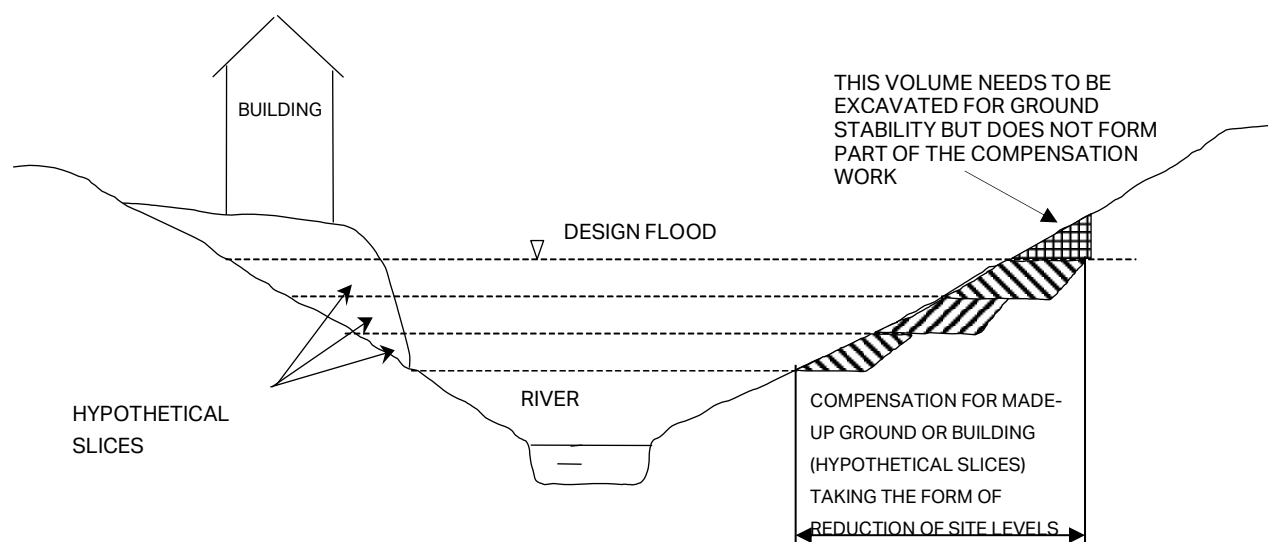 BUILDING
THIS VOLUME NEEDS TO BE
EXCAVATED FOR GROUND
STABILITY BUT DOES NOT FORM
PART OF THE COMPENSATION
WORK
DESIGN FLOOD
HYPOTHETICAL
SLICES
RIVER
COMPENSATION FOR MADE-
UP GROUND OR BUILDING
(HYPOTHETICAL SLICES)
TAKING THE FORM OF
REDUCTION OF SITE LEVELS